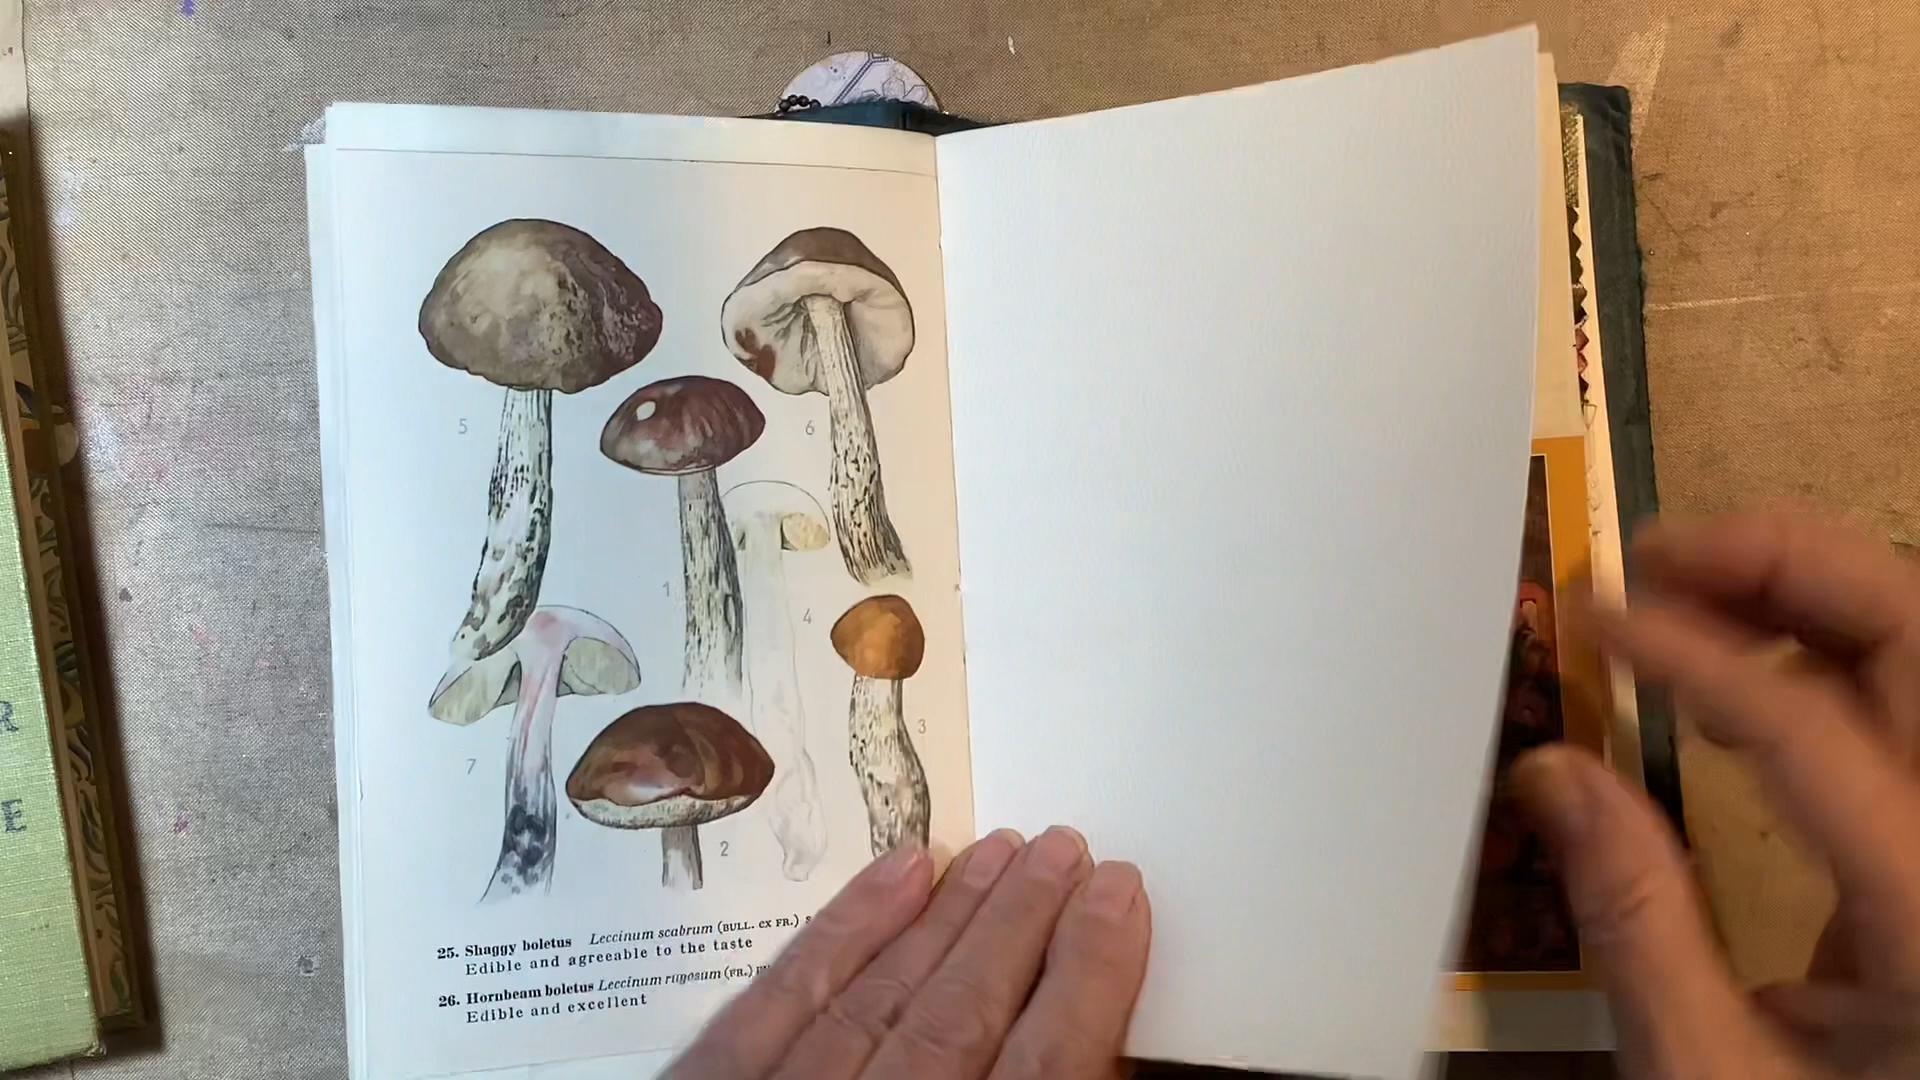 5
6
1
4
3
7
2
25. Shaggy boletus Leccinum scabrum (BULL. ex FR.)
Edible and agreeable to the taste
26. Hornbeam boletus Leccinum rugosum (FR.)
Edible and excellent
R
E